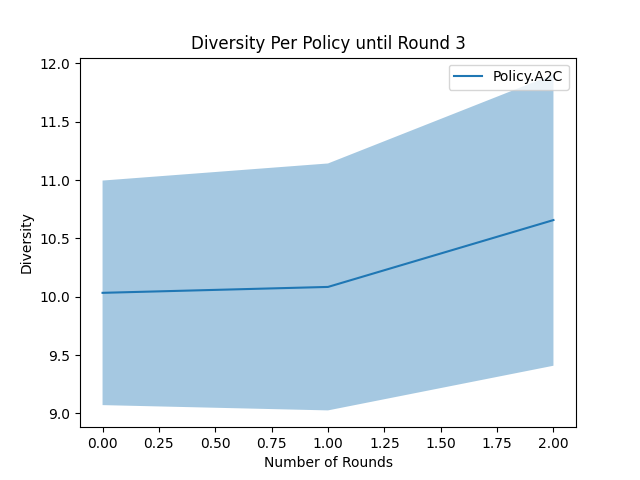 Diversity Per Policy until Round 3
Policy.A2C
12.0
11.5
11.0
10.5
10.0
9.5
9.0
Diversity
0.00 0.25 0.50 0.75 1.00 1.25 1.50 1.75 2.00
Number of Rounds